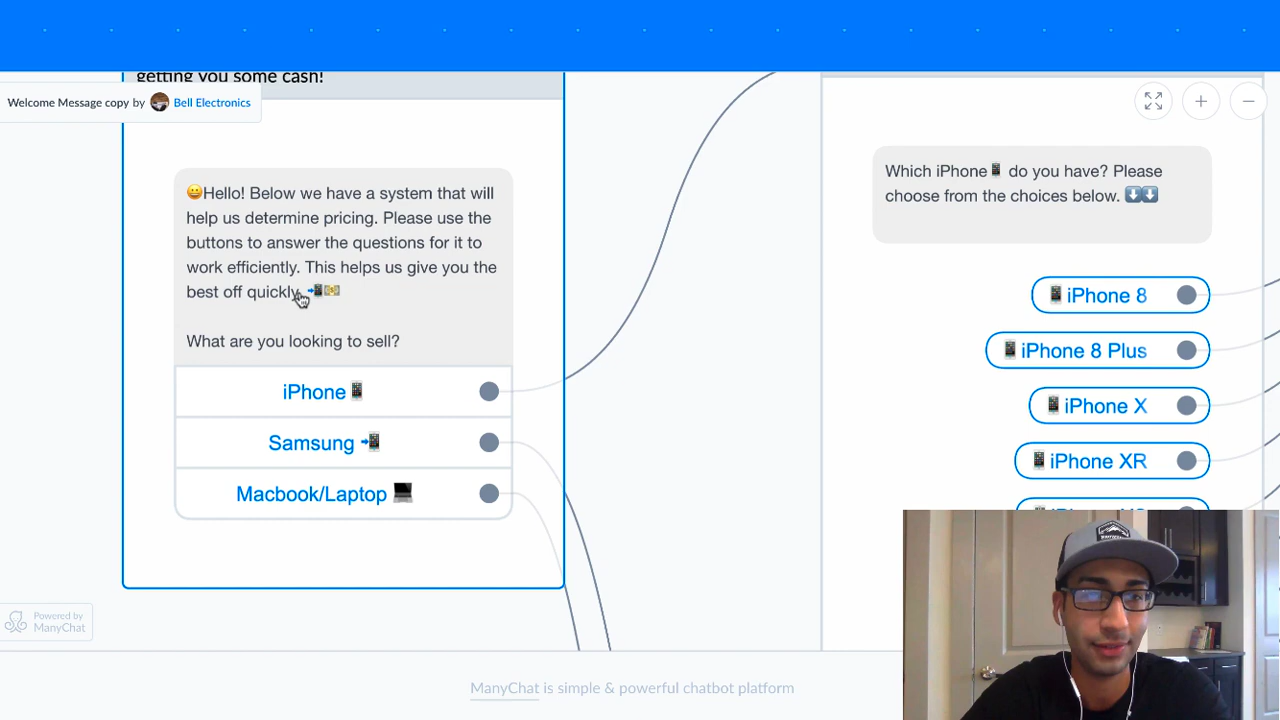 getting you some cash!
Welcome Message copy by Bell Electronics
😀Hello! Below we have a system that will
help us determine pricing. Please use the
buttons to answer the questions for it to
work efficiently. This helps us give you the
best off quickly. 📲💵
What are you looking to sell?
iPhone📱
Samsung 📲
Macbook/Laptop 💻
Which iPhone📱 do you have? Please
choose from the choices below. ⬇️⬇️
📱iPhone 8
📱iPhone 8 Plus
📱iPhone X
📱iPhone XR
Powered by
ManyChat
ManyChat is simple & powerful chatbot platform